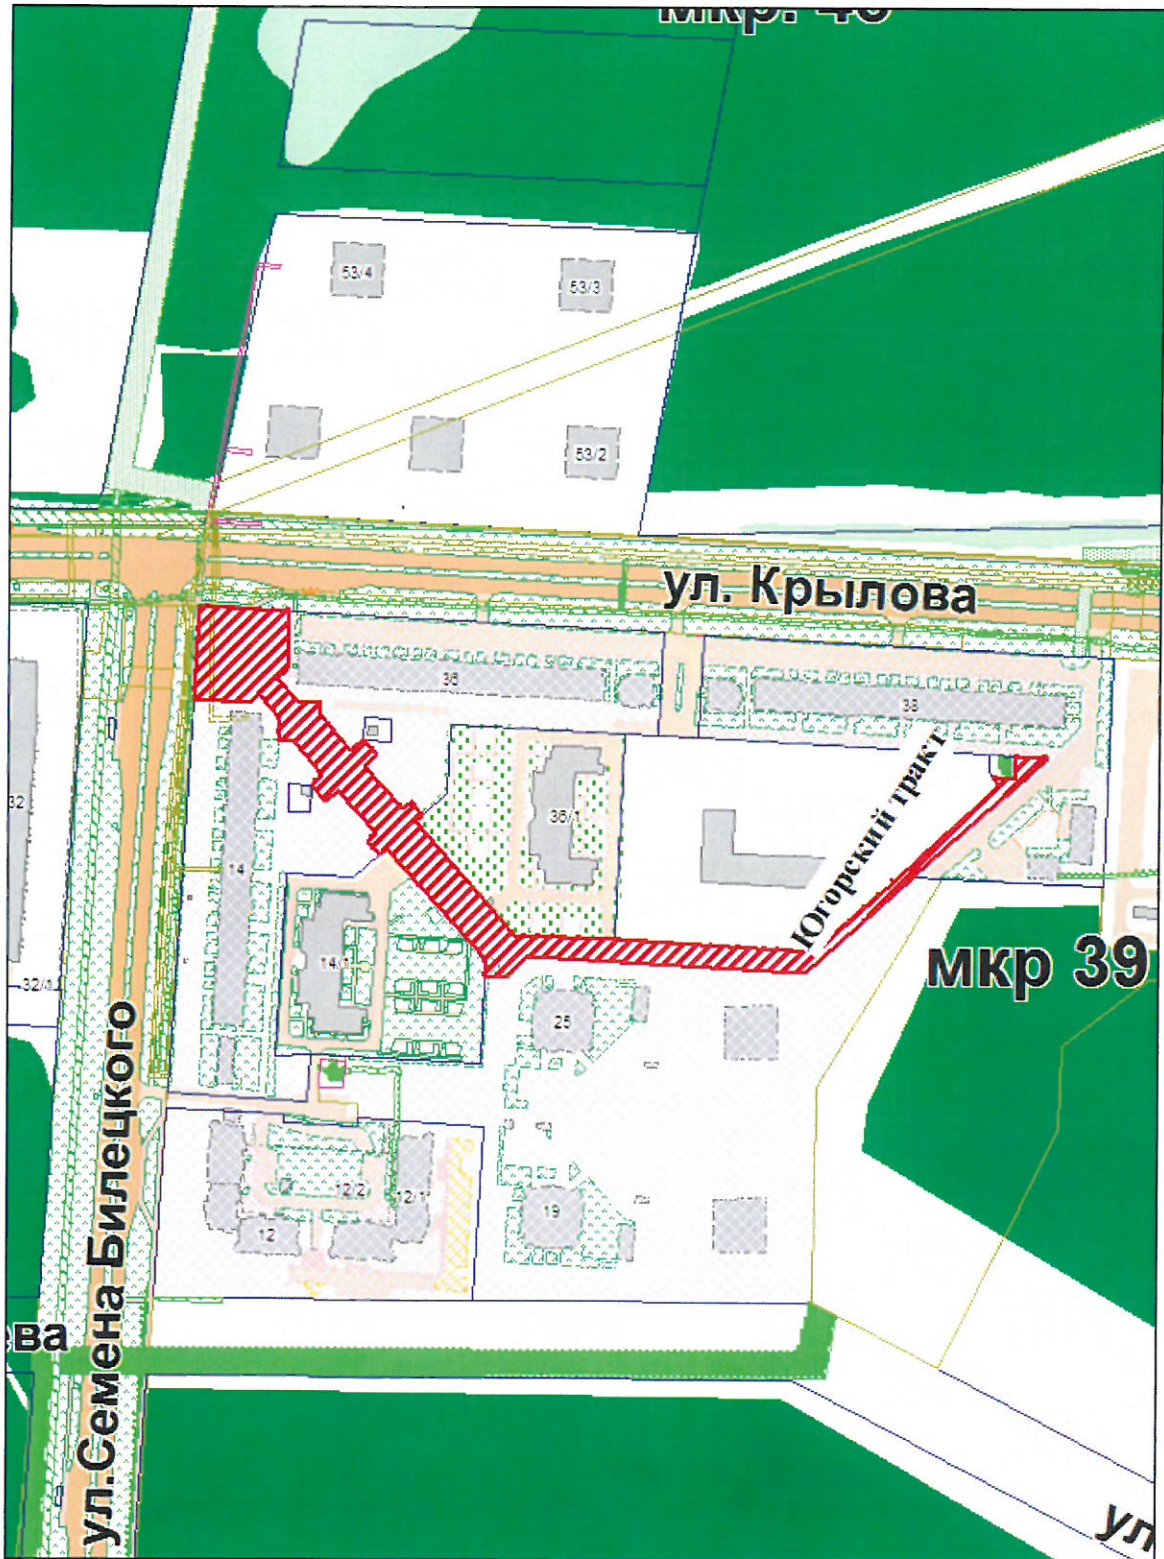 мкр. 48
53/4
53/3
53/2
ул. Крылова
36
38
Югорский тракт
36/1
32
14
14/1
мкр 39
32/1
25
ул.Семена Билецкого
12/2
12/1
12
19
ева
ул